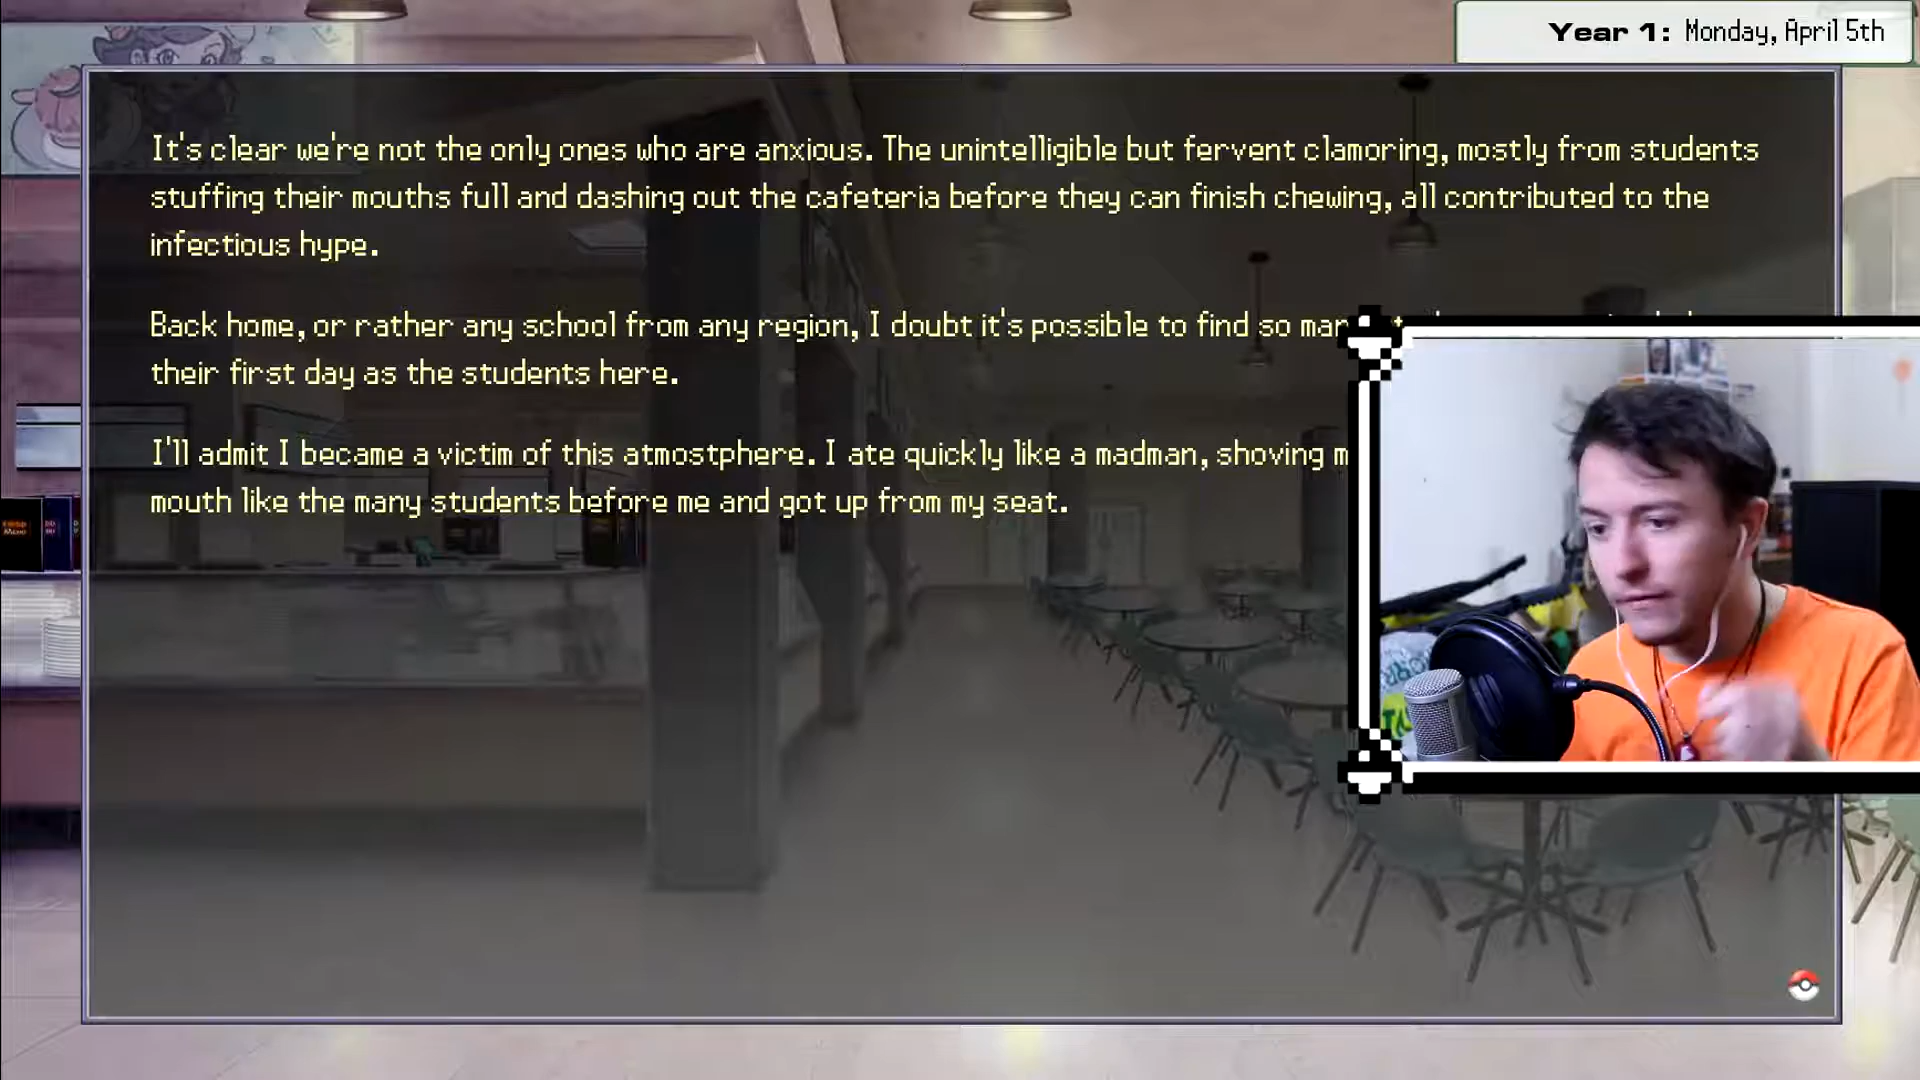 Year 1: Monday, April 5th
It's clear we're not the only ones who are anxious. The unintelligible but fervent clamoring, mostly from students
stuffing their mouths full and dashing out the cafeteria before they can finish chewing, all contributed to the
infectious hype.
Back home, or rather any school from any region, I doubt it's possible to find so
their first day as the students here.
I'll admit I became a victim of this atmostphere. I ate quickly like a madman, shoving
mouth like the many students before me and got up from my seat.